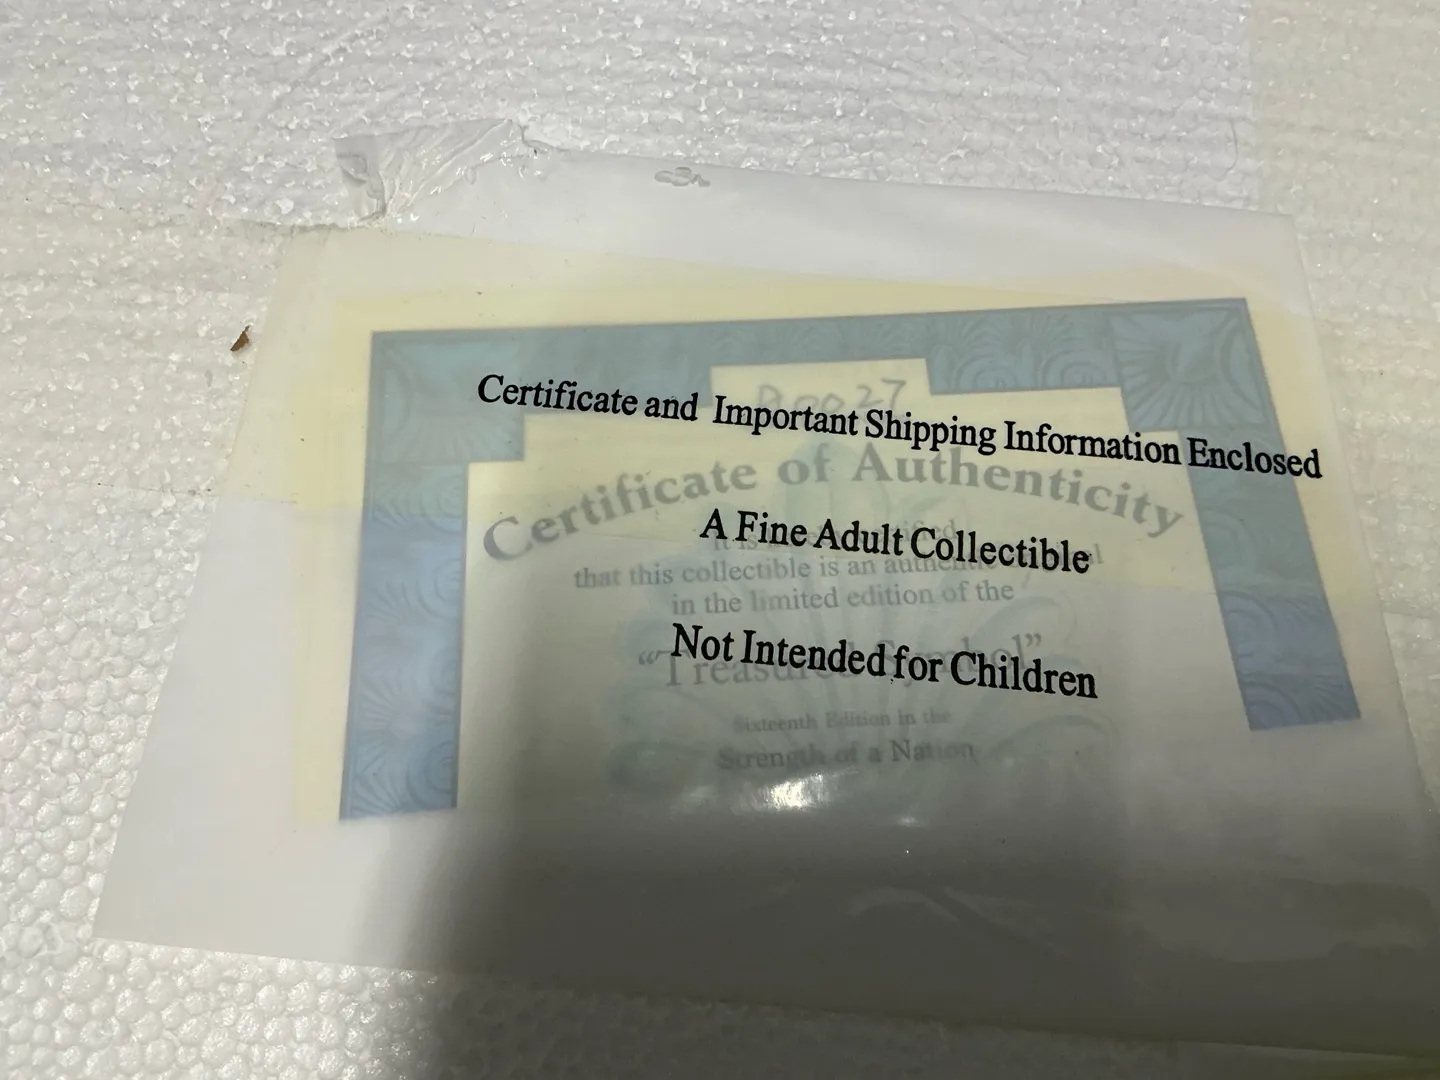 Certificate and Important Shipping Information Enclosed
A Fine Adult Collectible
Not Intended for Children
27
Certificate of Authenticity
that this collectible is an
in the limited edition of the
Sixteenth Edition in the
Strength of a Nation